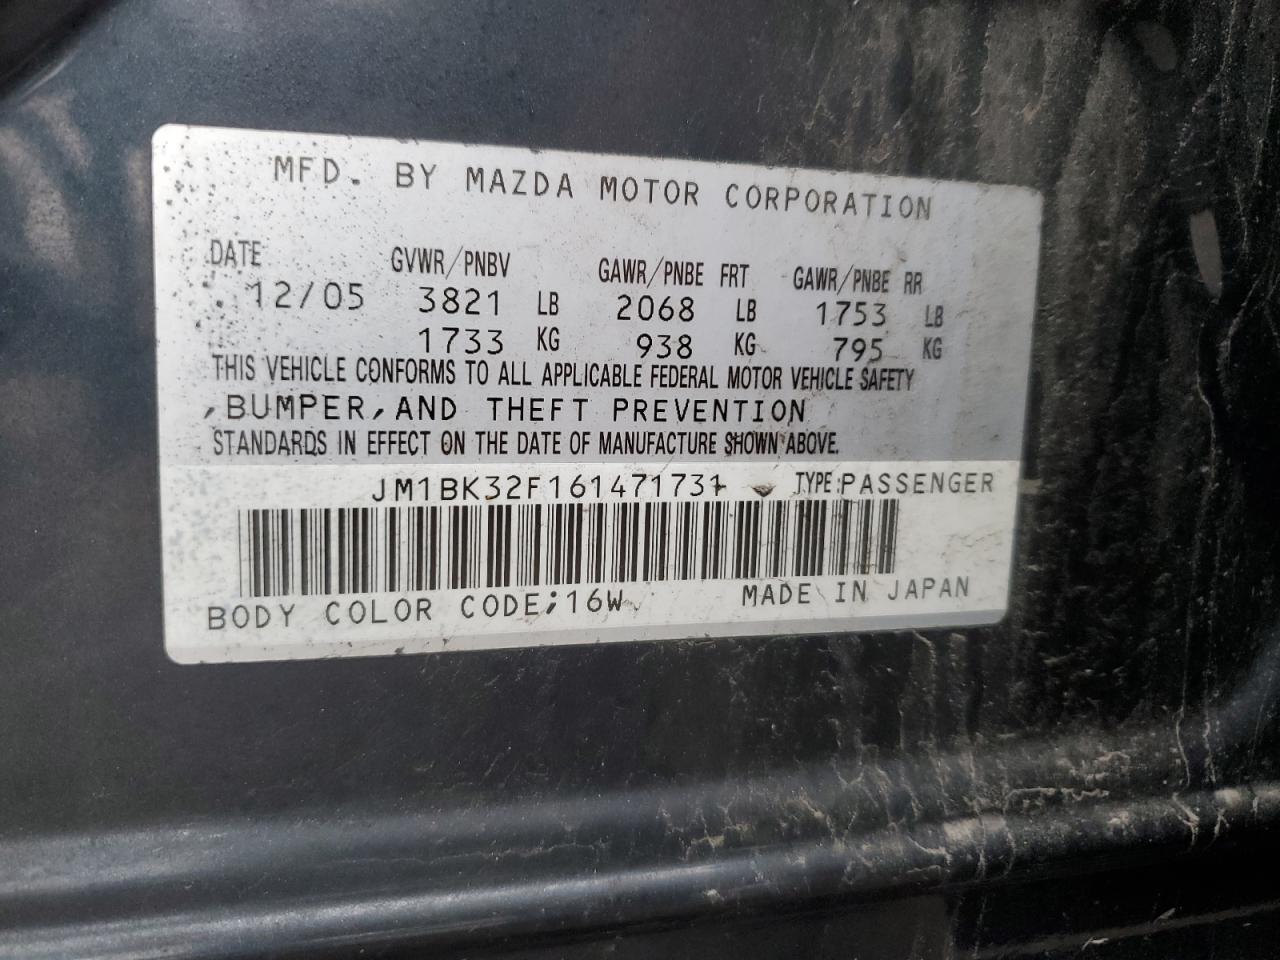 MFD. BY MAZDA MOTOR CORPORATION
DATE GVWR/PNBV GAWR/PNBE FRT GAWR/PNBE RR
12/05 3821 LB 2068 LB 1753 LB
1733 KG 938 KG 795 KG
THIS VEHICLE CONFORMS TO ALL APPLICABLE FEDERAL MOTOR VEHICLE SAFETY
,BUMPER,AND THEFT PREVENTION
STANDARDS IN EFFECT ON THE DATE OF MANUFACTURE SHOWN ABOVE.
JM1BK32F161471731 TYPE:PASSENGER
BODY COLOR CODE;16W MADE IN JAPAN